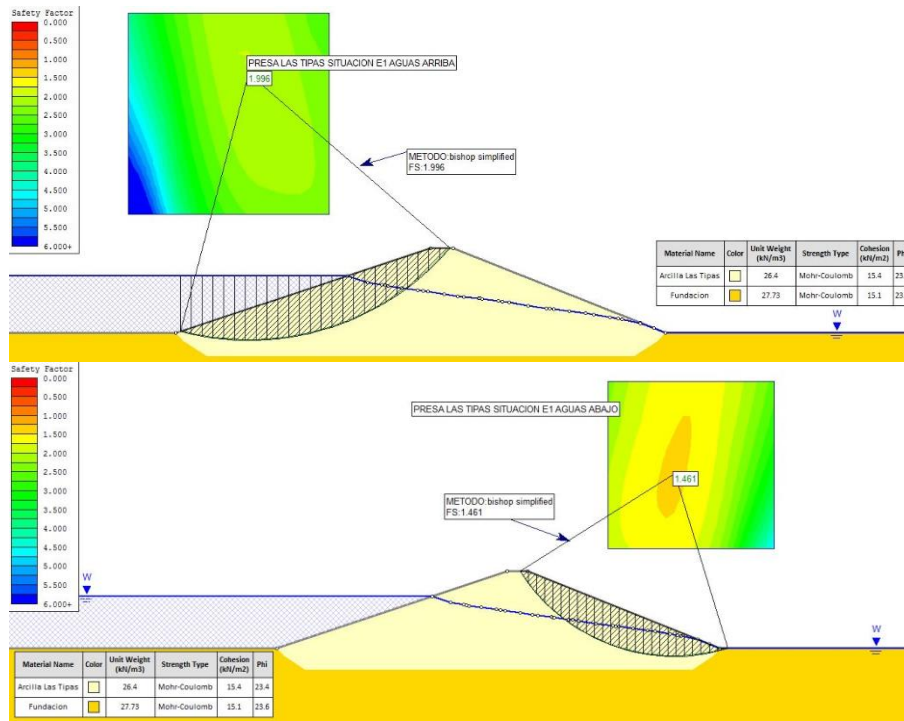 Safety Factor
0.000
0.500
1.000
1.500
2.000
2.500
3.000
3.500
4.000
4.500
5.000
5.500
6.000+
PRESA LAS TIPAS SITUACION E1 AGUAS ARRIBA
1.996
METODO:bishop simplified
FS:1.996
Material Name Color Unit Weight (kN/m3) Strength Type Cohesion (kN/m2)
Arcilla Las Tipas 26.4 Mohr-Coulomb 15.4
Fundacion 27.73 Mohr-Coulomb 15.1
W
Safety Factor
0.000
0.500
1.000
1.500
2.000
2.500
3.000
3.500
4.000
4.500
5.000
5.500
6.000+
PRESA LAS TIPAS SITUACION E1 AGUAS ABAJO
1.461
METODO:bishop simplified
FS:1.461
W
W
Material Name Color Unit Weight (kN/m3) Strength Type Cohesion (kN/m2) Phi
Arcilla Las Tipas 26.4 Mohr-Coulomb 15.4 23.4
Fundacion 27.73 Mohr-Coulomb 15.1 23.6